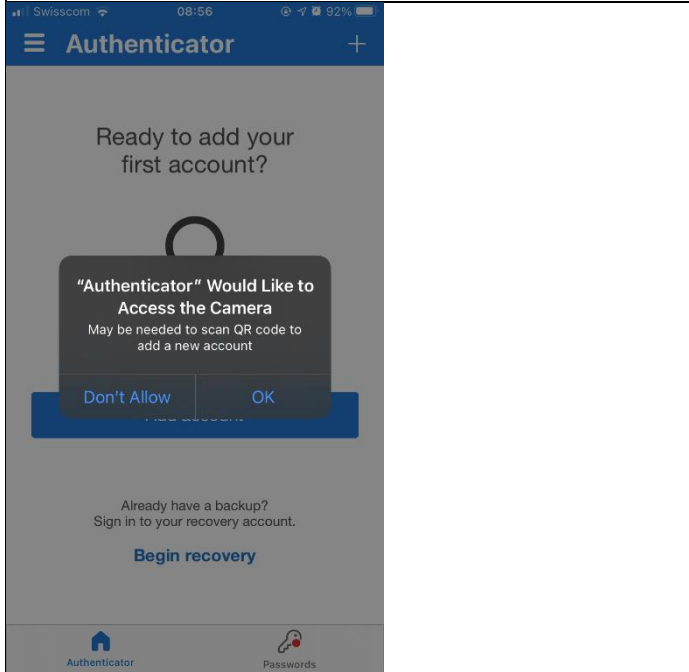 Swisscom 08:56 92%
Authenticator
Ready to add your
first account?
“Authenticator” Would Like to
Access the Camera
May be needed to scan QR code to
add a new account
Don’t Allow OK
Add account
Already have a backup?
Sign in to your recovery account.
Begin recovery
Authenticator Passwords